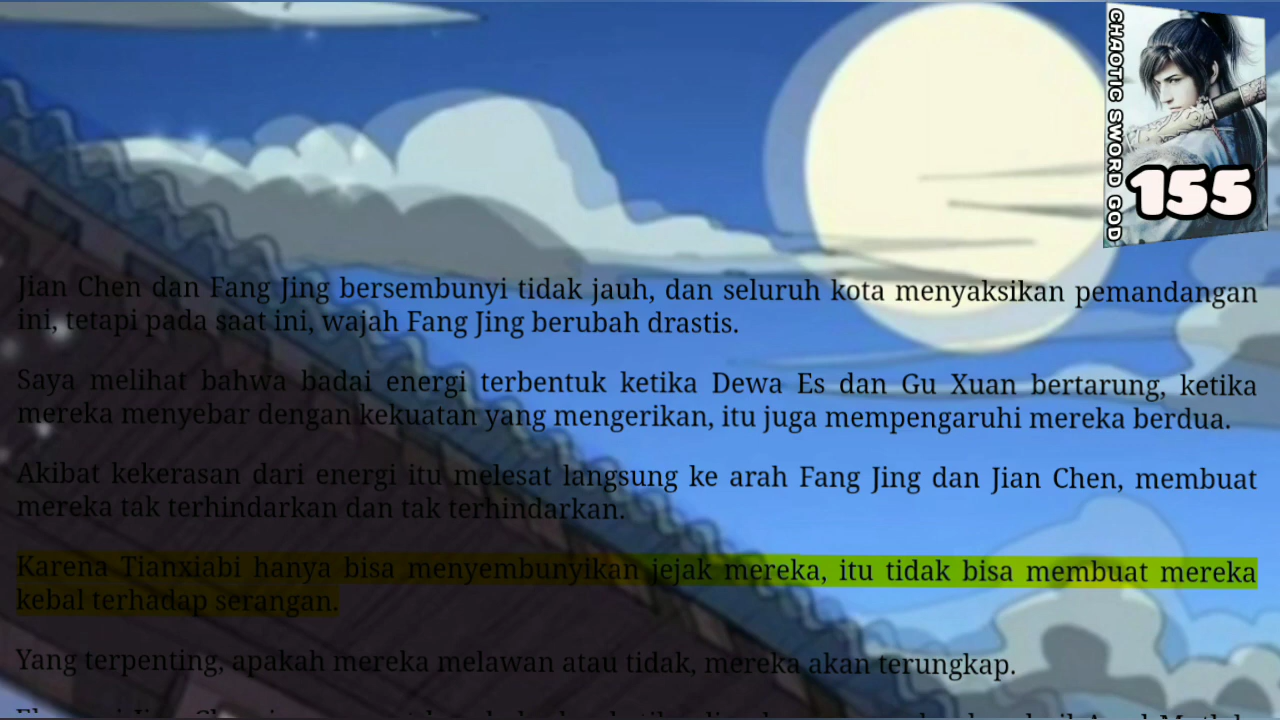 CHAOTIC SWORD GOD
155
Jian Chen dan Fang Jing bersembunyi tidak jauh, dan seluruh kota menyaksikan pemandangan
ini, tetapi pada saat ini, wajah Fang Jing berubah drastis.
Saya melihat bahwa badai energi terbentuk ketika Dewa Es dan Gu Xuan bertarung, ketika
mereka menyebar dengan kekuatan yang mengerikan, itu juga mempengaruhi mereka berdua.
Akibat kekerasan dari energi itu melesat langsung ke arah Fang Jing dan Jian Chen, membuat
mereka tak terhindarkan dan tak terhindarkan.
Karena Tianxiabi hanya bisa menyembunyikan jejak mereka, itu tidak bisa membuat mereka
kebal terhadap serangan.
Yang terpenting, apakah mereka melawan atau tidak, mereka akan terungkap.